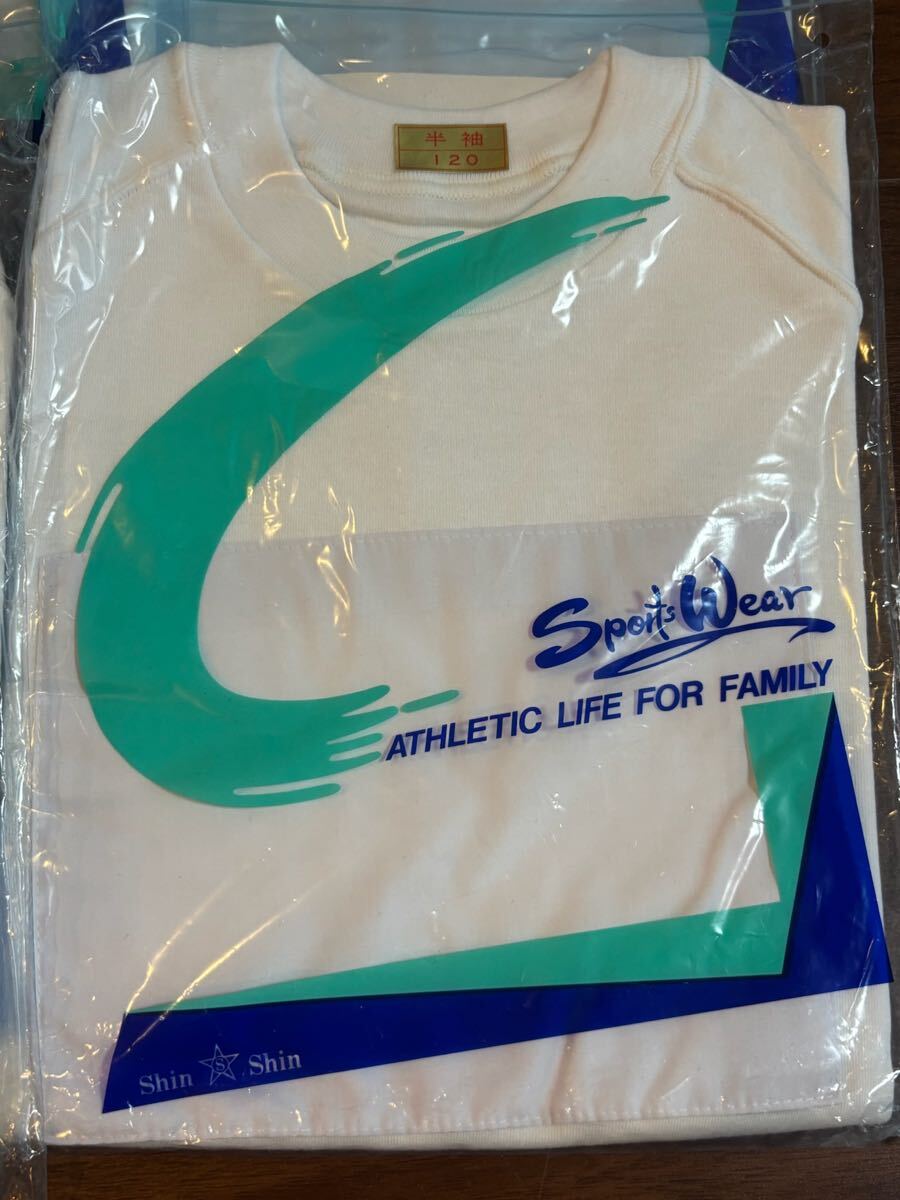 半袖
120
Sports Wear
ATHLETIC LIFE FOR FAMILY
Shin S Shin